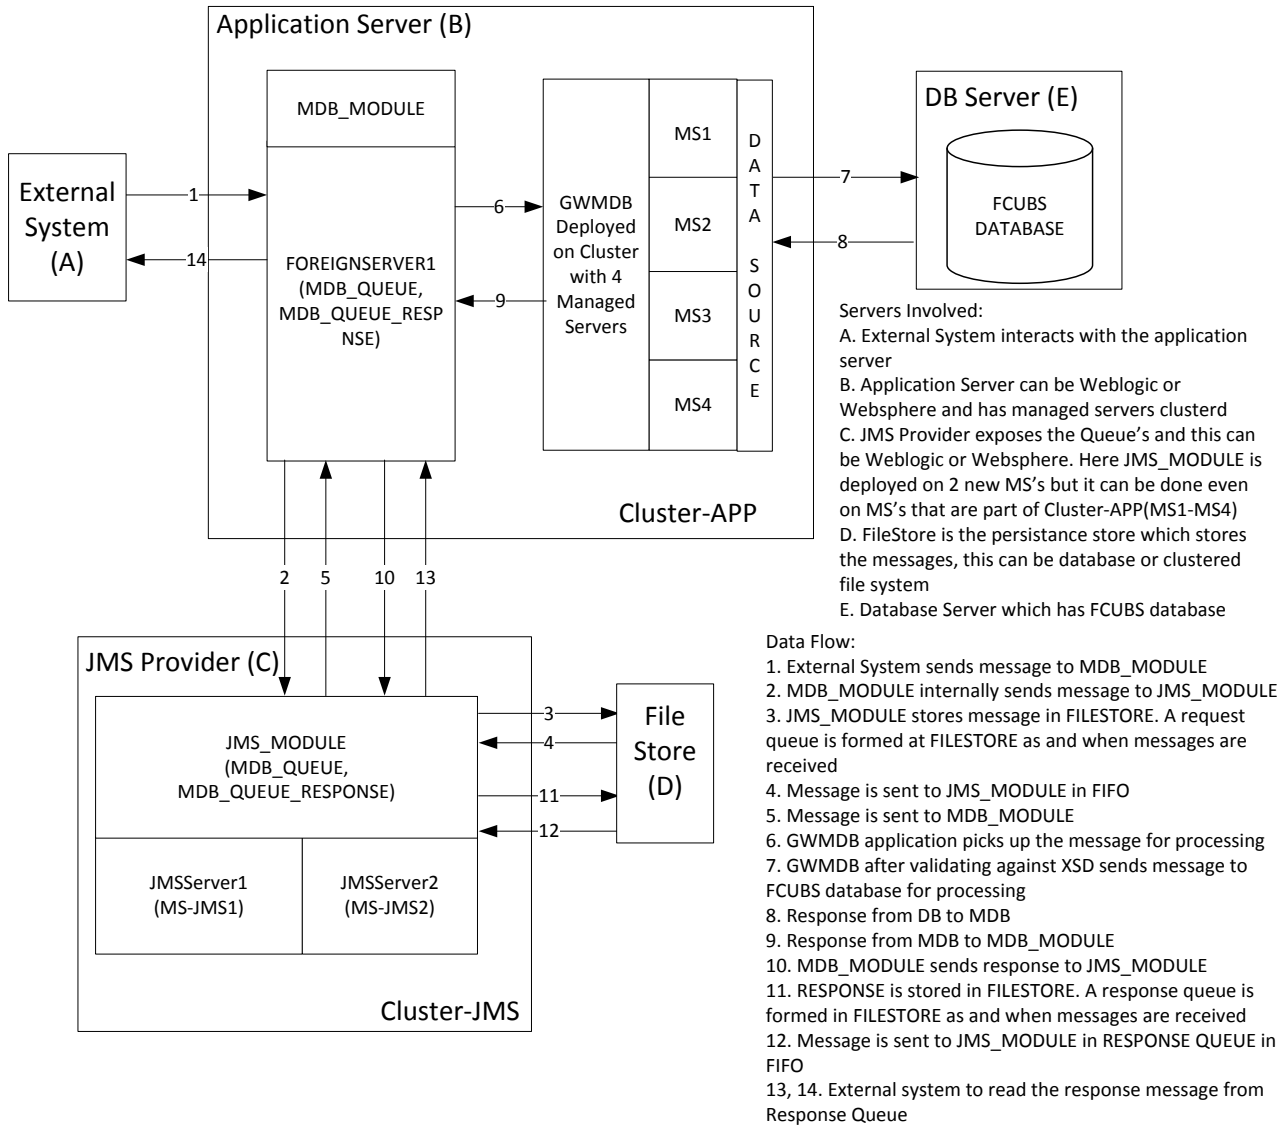 Application Server (B)
MDB_MODULE
FOREIGNSERVER1
(MDB_QUEUE,
MDB_QUEUE_RESP
NSE)
GWMDB
Deployed
on Cluster
with 4
Managed
Servers
MS1
MS2
MS3
MS4
D
A
T
A
S
O
U
R
C
E
Cluster-APP
External
System
(A)
1
14
6
9
7
8
DB Server (E)
FCUBS
DATABASE
2
5
10
13
JMS Provider (C)
JMS_MODULE
(MDB_QUEUE,
MDB_QUEUE_RESPONSE)
JMSServer1
(MS-JMS1)
JMSServer2
(MS-JMS2)
Cluster-JMS
3
4
11
12
File
Store
(D)
Servers Involved:
A. External System interacts with the application
server
B. Application Server can be Weblogic or
Websphere and has managed servers clusterd
C. JMS Provider exposes the Queue’s and this can
be Weblogic or Websphere. Here JMS_MODULE is
deployed on 2 new MS’s but it can be done even
on MS’s that are part of Cluster-APP(MS1-MS4)
D. FileStore is the persistance store which stores
the messages, this can be database or clustered
file system
E. Database Server which has FCUBS database
Data Flow:
1. External System sends message to MDB_MODULE
2. MDB_MODULE internally sends message to JMS_MODULE
3. JMS_MODULE stores message in FILESTORE. A request
queue is formed at FILESTORE as and when messages are
received
4. Message is sent to JMS_MODULE in FIFO
5. Message is sent to MDB_MODULE
6. GWMDB application picks up the message for processing
7. GWMDB after validating against XSD sends message to
FCUBS database for processing
8. Response from DB to MDB
9. Response from MDB to MDB_MODULE
10. MDB_MODULE sends response to JMS_MODULE
11. RESPONSE is stored in FILESTORE. A response queue is
formed in FILESTORE as and when messages are received
12. Message is sent to JMS_MODULE in RESPONSE QUEUE in
FIFO
13, 14. External system to read the response message from
Response Queue